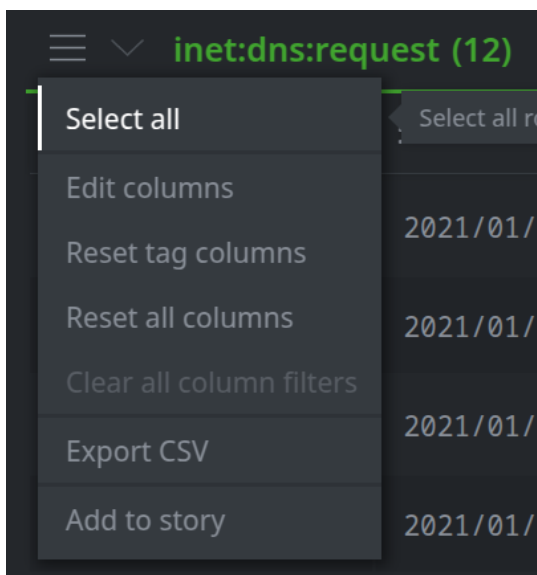 inet:dns:request (12)
Select all
Select all
Edit columns
2021/01/
Reset tag columns
Reset all columns
2021/01/
Clear all column filters
2021/01/
Export CSV
Add to story
2021/01/